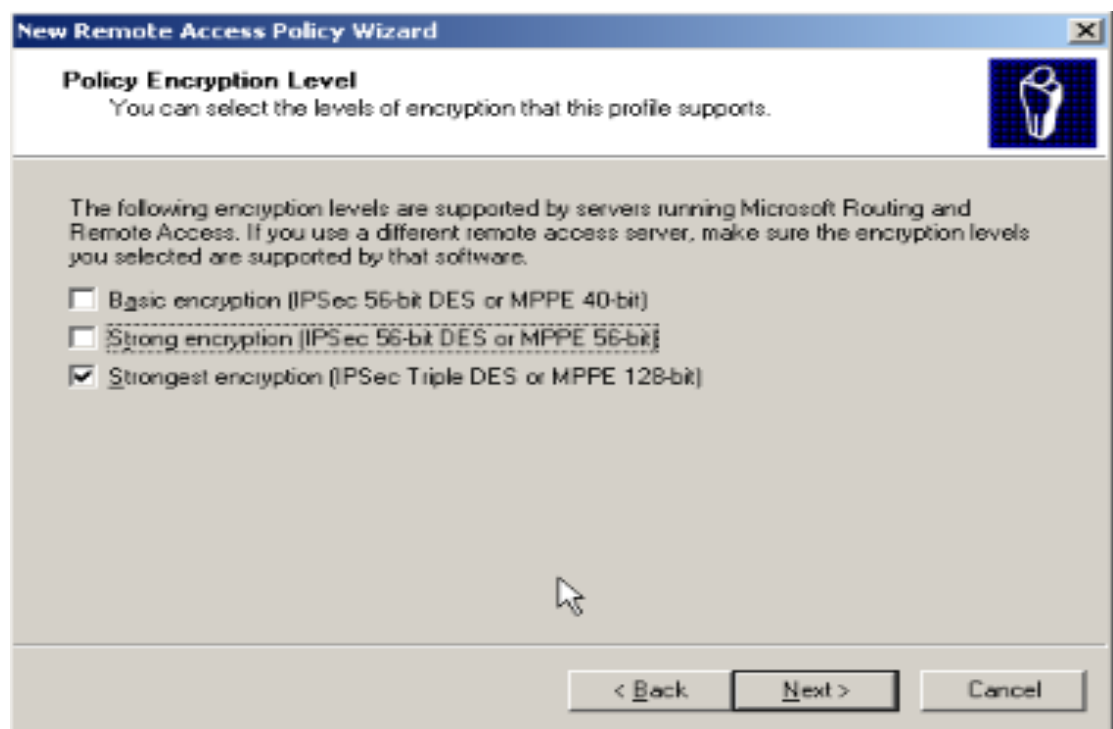 New Remote Access Policy Wizard
Policy Encryption Level
You can select the levels of encryption that this profile supports.
The following encryption levels are supported by servers running Microsoft Routing and
Remote Access. If you use a different remote access server, make sure the encryption levels
you selected are supported by that software.
Basic encryption (IPSec 56-bit DES or MPPE 40-bit)
Strong encryption (IPSec 56-bit DES or MPPE 56-bit)
Strongest encryption (IPSec Triple DES or MPPE 128-bit)
< Back Next > Cancel